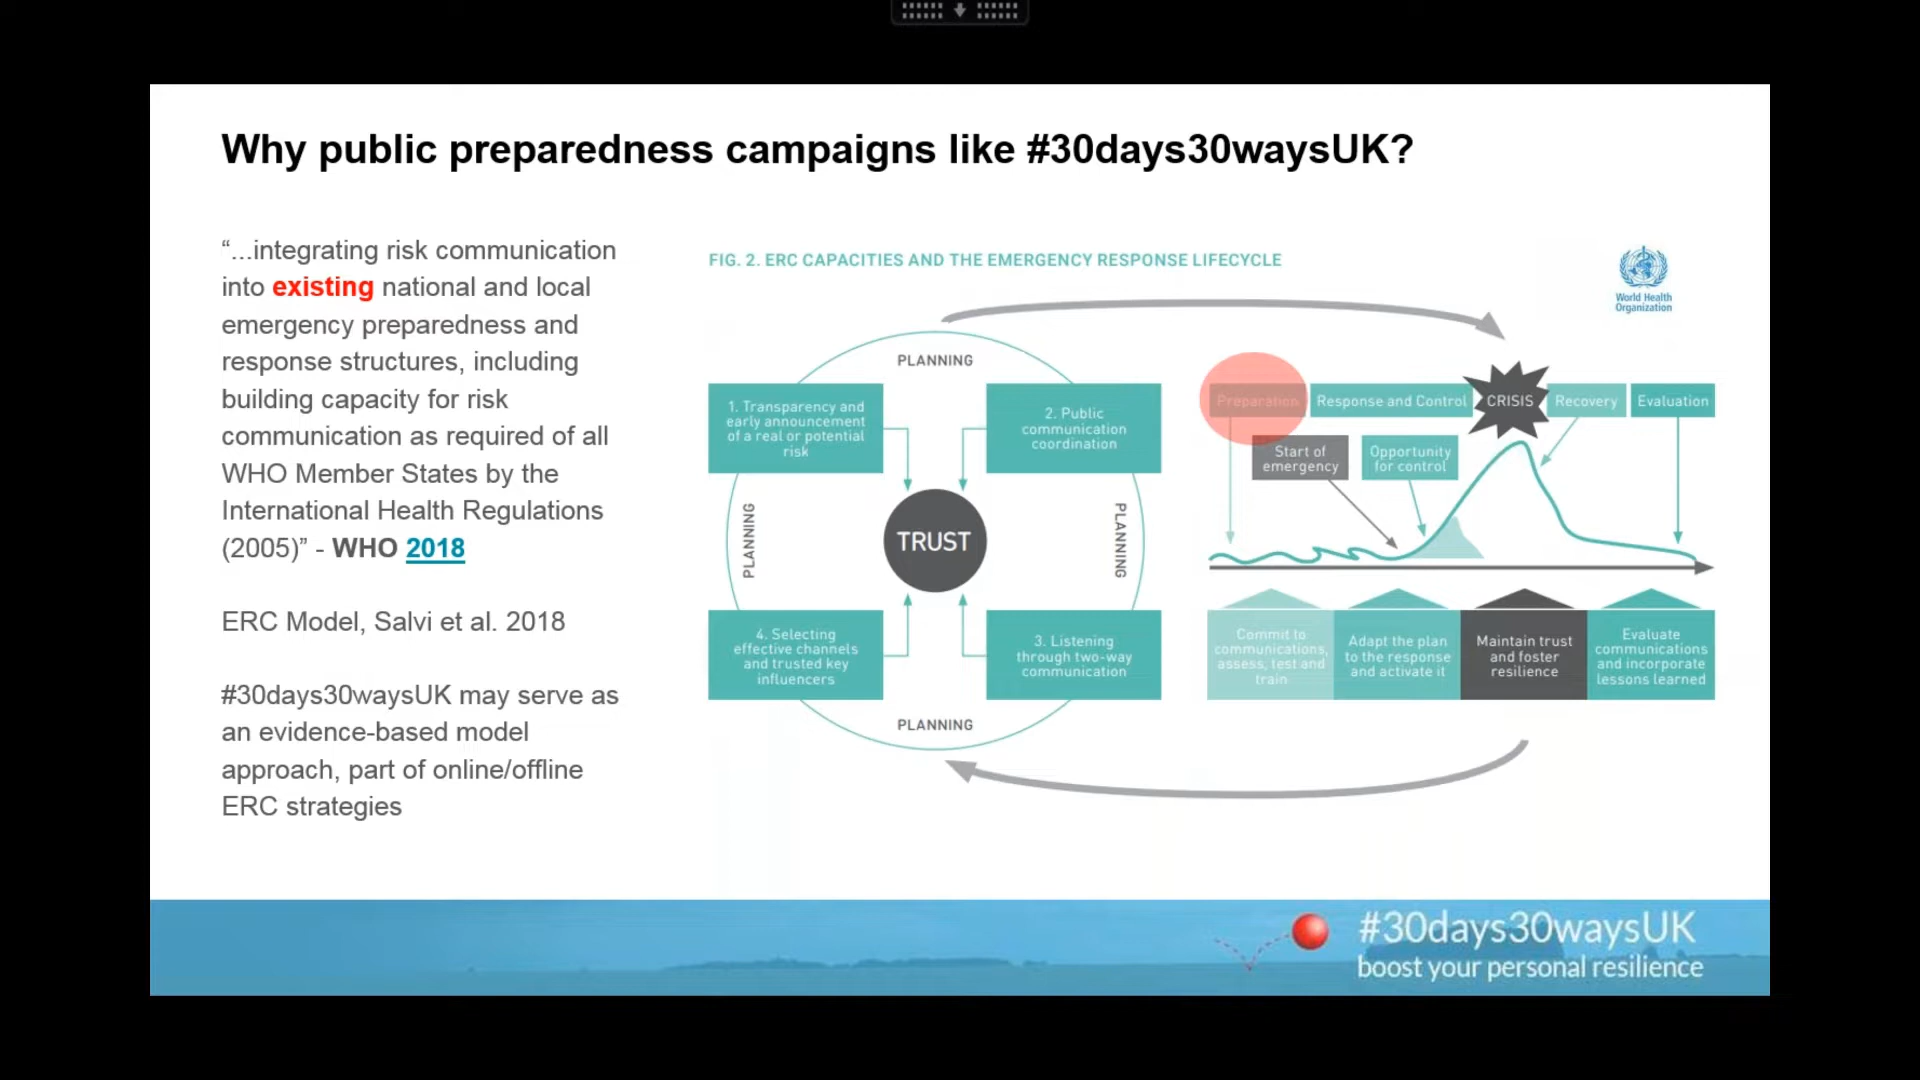 Why public preparedness campaigns like #30days30waysUK?
“...integrating risk communication
into existing national and local
emergency preparedness and
response structures, including
building capacity for risk
communication as required of all
WHO Member States by the
International Health Regulations
(2005)” - WHO 2018
ERC Model, Salvi et al. 2018
#30days30waysUK may serve as
an evidence-based model
approach, part of online/offline
ERC strategies
FIG. 2. ERC CAPACITIES AND THE EMERGENCY RESPONSE LIFECYCLE
World Health
Organization
PLANNING
1. Transparency and
early announcement
of a real or potential
risk
2. Public
communication
coordination
PLANNING
TRUST
PLANNING
4. Selecting
effective channels
and trusted key
influencers
3. Listening
through two-way
communication
PLANNING
Preparation
Response and Control
CRISIS
Recovery
Evaluation
Start of
emergency
Opportunity
for control
Commit to
communications,
assess, test and
train
Adapt the plan
to the response
and activate it
Maintain trust
and foster
resilience
Evaluate
communications
and incorporate
lessons learned
#30days30waysUK
boost your personal resilience